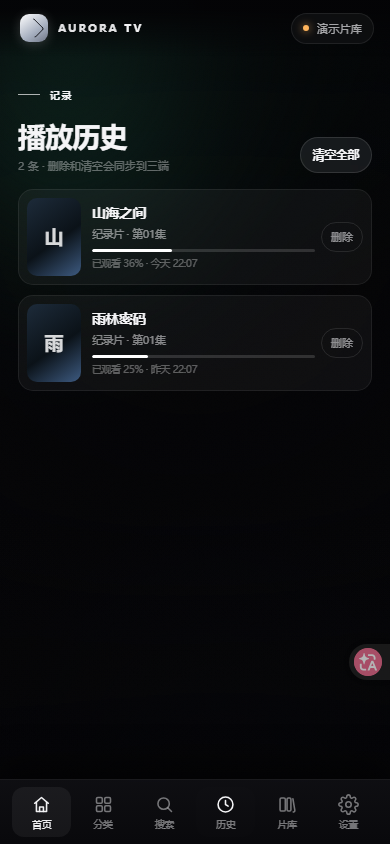 AURORA TV
演示片库
记录
播放历史
2 条 · 删除和清空会同步到三端
清空全部
山
山海之间
纪录片 · 第01集
已观看 36% · 今天 22:07
删除
雨
雨林密码
纪录片 · 第01集
已观看 25% · 昨天 22:07
删除
首页
分类
搜索
历史
片库
设置